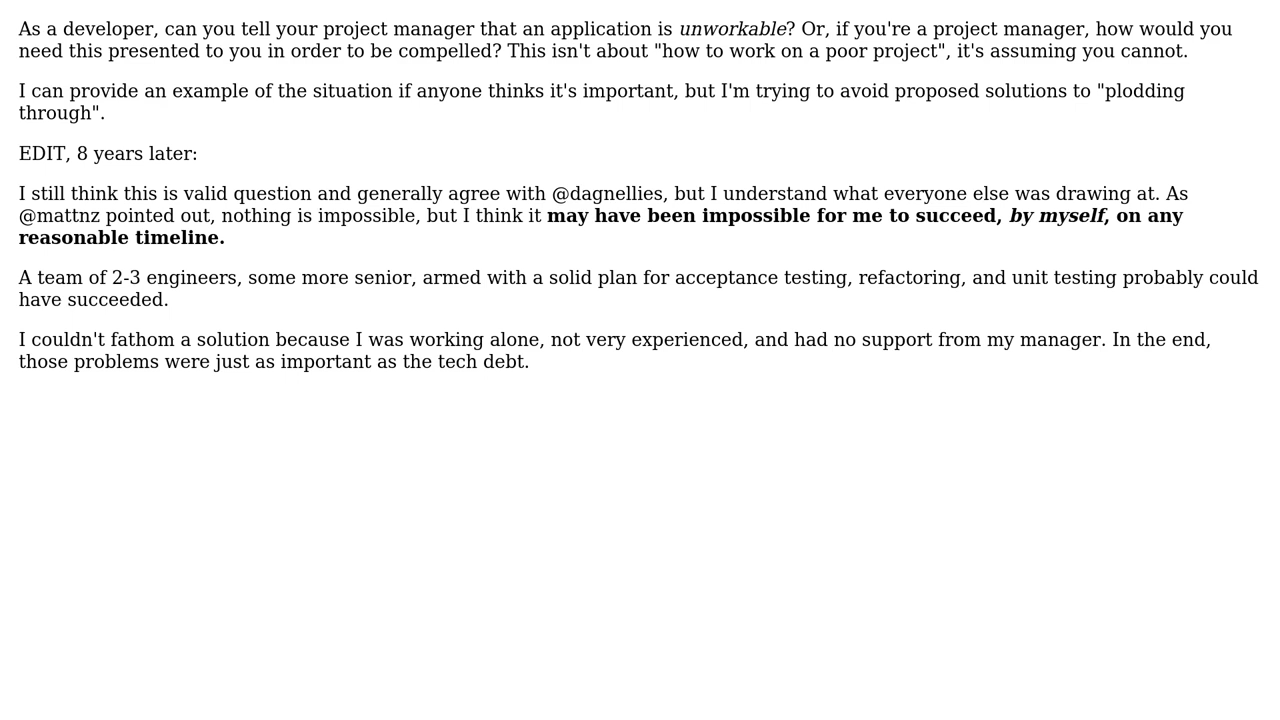 As a developer, can you tell your project manager that an application is unworkable? Or, if you're a project manager, how would you
need this presented to you in order to be compelled? This isn't about "how to work on a poor project", it's assuming you cannot.
I can provide an example of the situation if anyone thinks it's important, but I'm trying to avoid proposed solutions to "plodding
through".
EDIT, 8 years later:
I still think this is valid question and generally agree with @dagnellies, but I understand what everyone else was drawing at. As
@mattnz pointed out, nothing is impossible, but I think it may have been impossible for me to succeed, by myself, on any
reasonable timeline.
A team of 2-3 engineers, some more senior, armed with a solid plan for acceptance testing, refactoring, and unit testing probably could
have succeeded.
I couldn't fathom a solution because I was working alone, not very experienced, and had no support from my manager. In the end,
those problems were just as important as the tech debt.